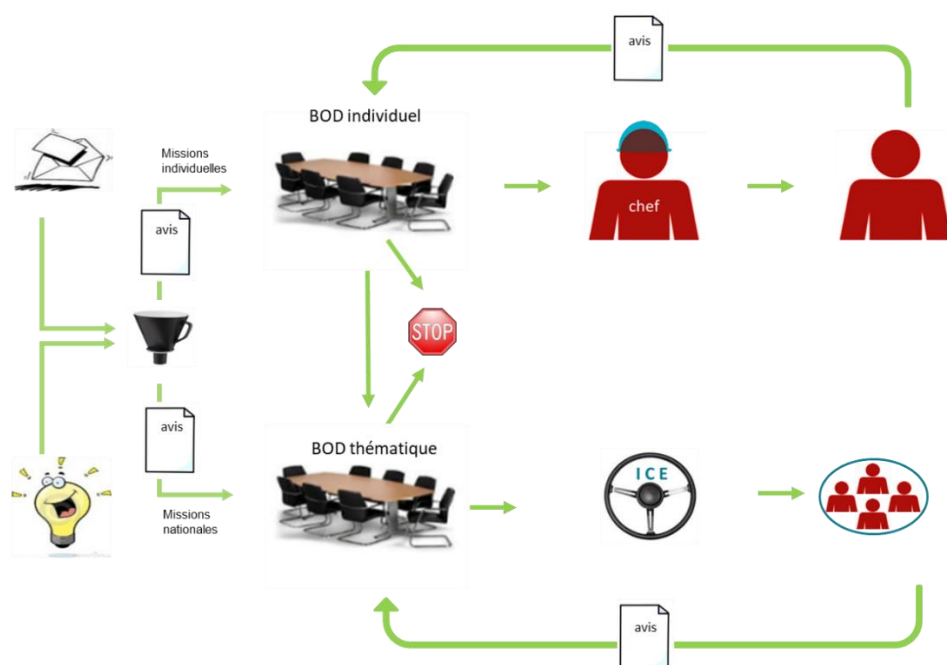 avis
BOD individuel
Missions
individuelles
chef
avis
STOP
avis
BOD thématique
ICE
Missions
nationales
avis